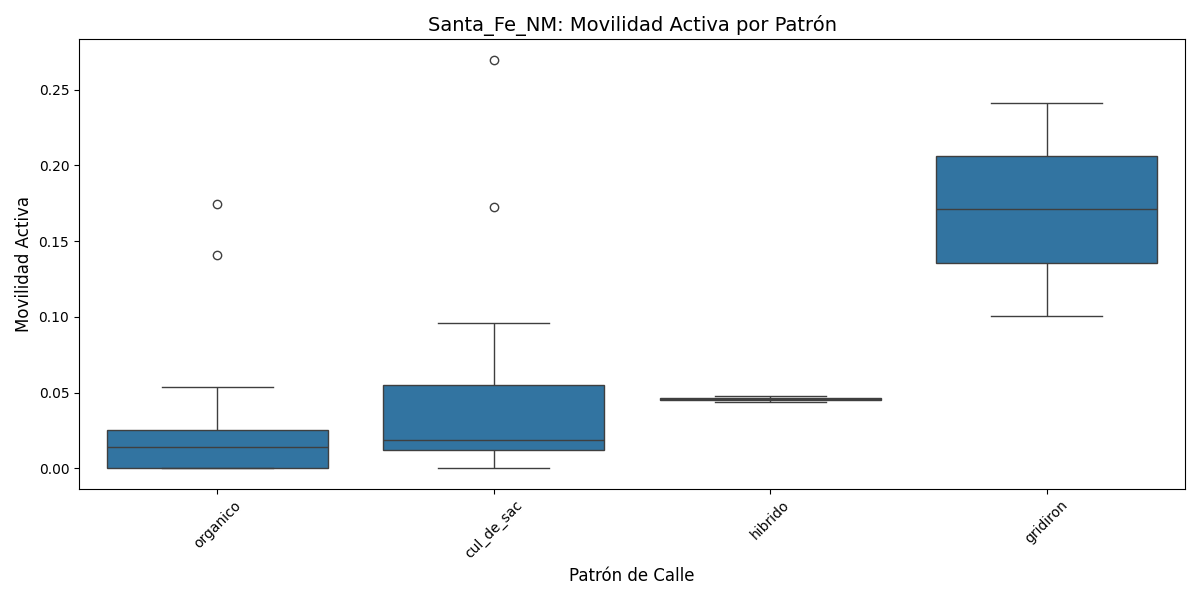 Santa_Fe_NM: Movilidad Activa por Patrón
Movilidad Activa
0.25
0.20
0.15
0.10
0.05
0.00
organico
cul_de_sac
hibrido
gridiron
Patrón de Calle